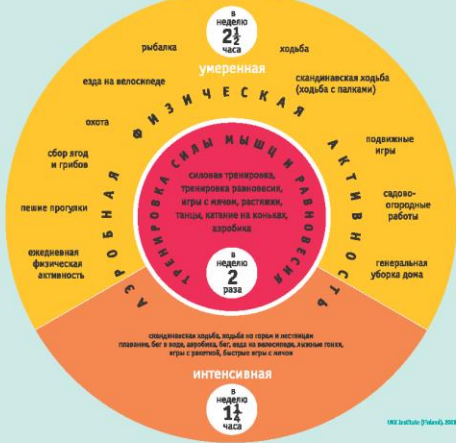 в
неделю
2½
часа
умеренная
рыбалка
ходьба
езда на велосипеде
скандинавская ходьба
(ходьба с палками)
охота
подвижные
игры
сбор ягод
и грибов
садово-
огородные
работы
пешие прогулки
ежедневная
физическая
активность
генеральная
уборка дома
АЭРОБНАЯ ФИЗИЧЕСКАЯ АКТИВНОСТЬ
ТРЕНИРОВКА СИЛЫ МЫШЦ И РАВНОВЕСИЯ
силовая тренировка,
тренировка равновесия,
игры с мячом, растяжки,
танцы, катание на коньках,
аэробика
в
неделю
2
раза
скандинавская ходьба, ходьба по горам и лестницам
плавание, бег в воде, аэробика, бег, езда на велосипеде, лыжные гонки,
игры с ракеткой, быстрые игры с мячом
интенсивная
в
неделю
1¼
часа
UKK Institute (Finland),